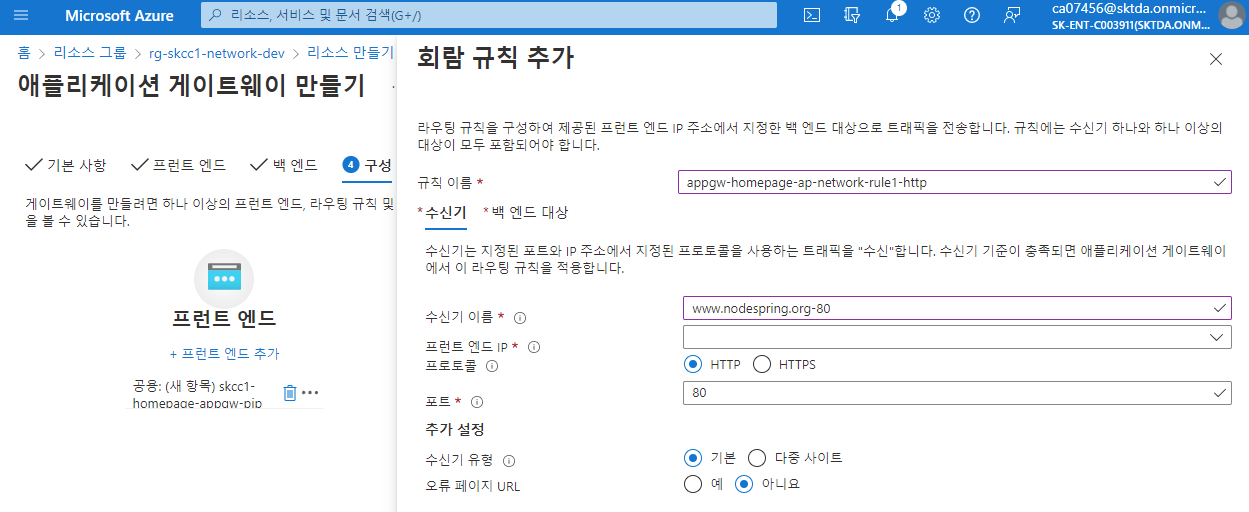 Microsoft Azure
리소스, 서비스 및 문서 검색(G+/)
1
ca07456@sktda.onmicr...
SK-ENT-C003911(SKTDA.ONM...
홈 > 리소스 그룹 > rg-skcc1-network-dev > 리소스 만들기
애플리케이션 게이트웨이 만들기
기본 사항
프런트 엔드
백 엔드
4 구성
게이트웨이를 만들려면 하나 이상의 프런트 엔드, 라우팅 규칙 및
을 볼 수 있습니다.
프런트 엔드
+ 프런트 엔드 추가
공용: (새 항목) skcc1-
homepage-appgw-pip
회람 규칙 추가
라우팅 규칙을 구성하여 제공된 프런트 엔드 IP 주소에서 지정한 백 엔드 대상으로 트래픽을 전송합니다. 규칙에는 수신기 하나와 하나 이상의
대상이 모두 포함되어야 합니다.
규칙 이름 *
appgw-homepage-ap-network-rule1-http
* 수신기
* 백 엔드 대상
수신기는 지정된 포트와 IP 주소에서 지정된 프로토콜을 사용하는 트래픽을 "수신"합니다. 수신기 기준이 충족되면 애플리케이션 게이트웨이
에서 이 라우팅 규칙을 적용합니다.
수신기 이름 *
www.nodespring.org-80
프런트 엔드 IP *
프로토콜
HTTP
HTTPS
포트 *
80
추가 설정
수신기 유형
기본
다중 사이트
오류 페이지 URL
예
아니요